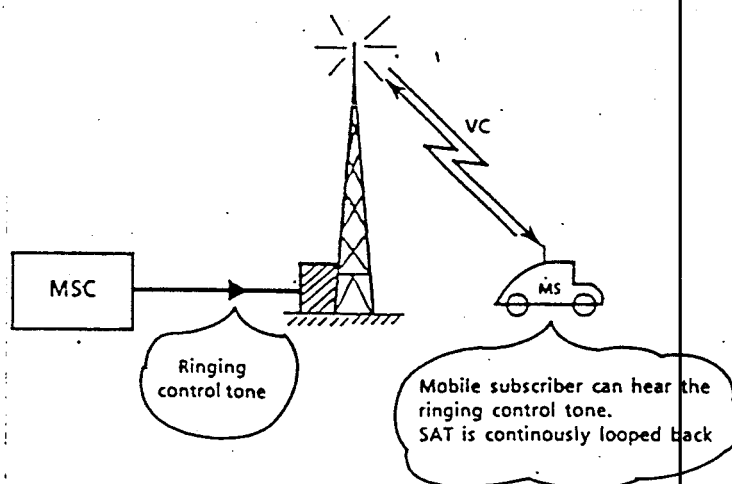 VC
MSC
MS
Ringing
control tone
Mobile subscriber can hear the
ringing control tone.
SAT is continously looped back